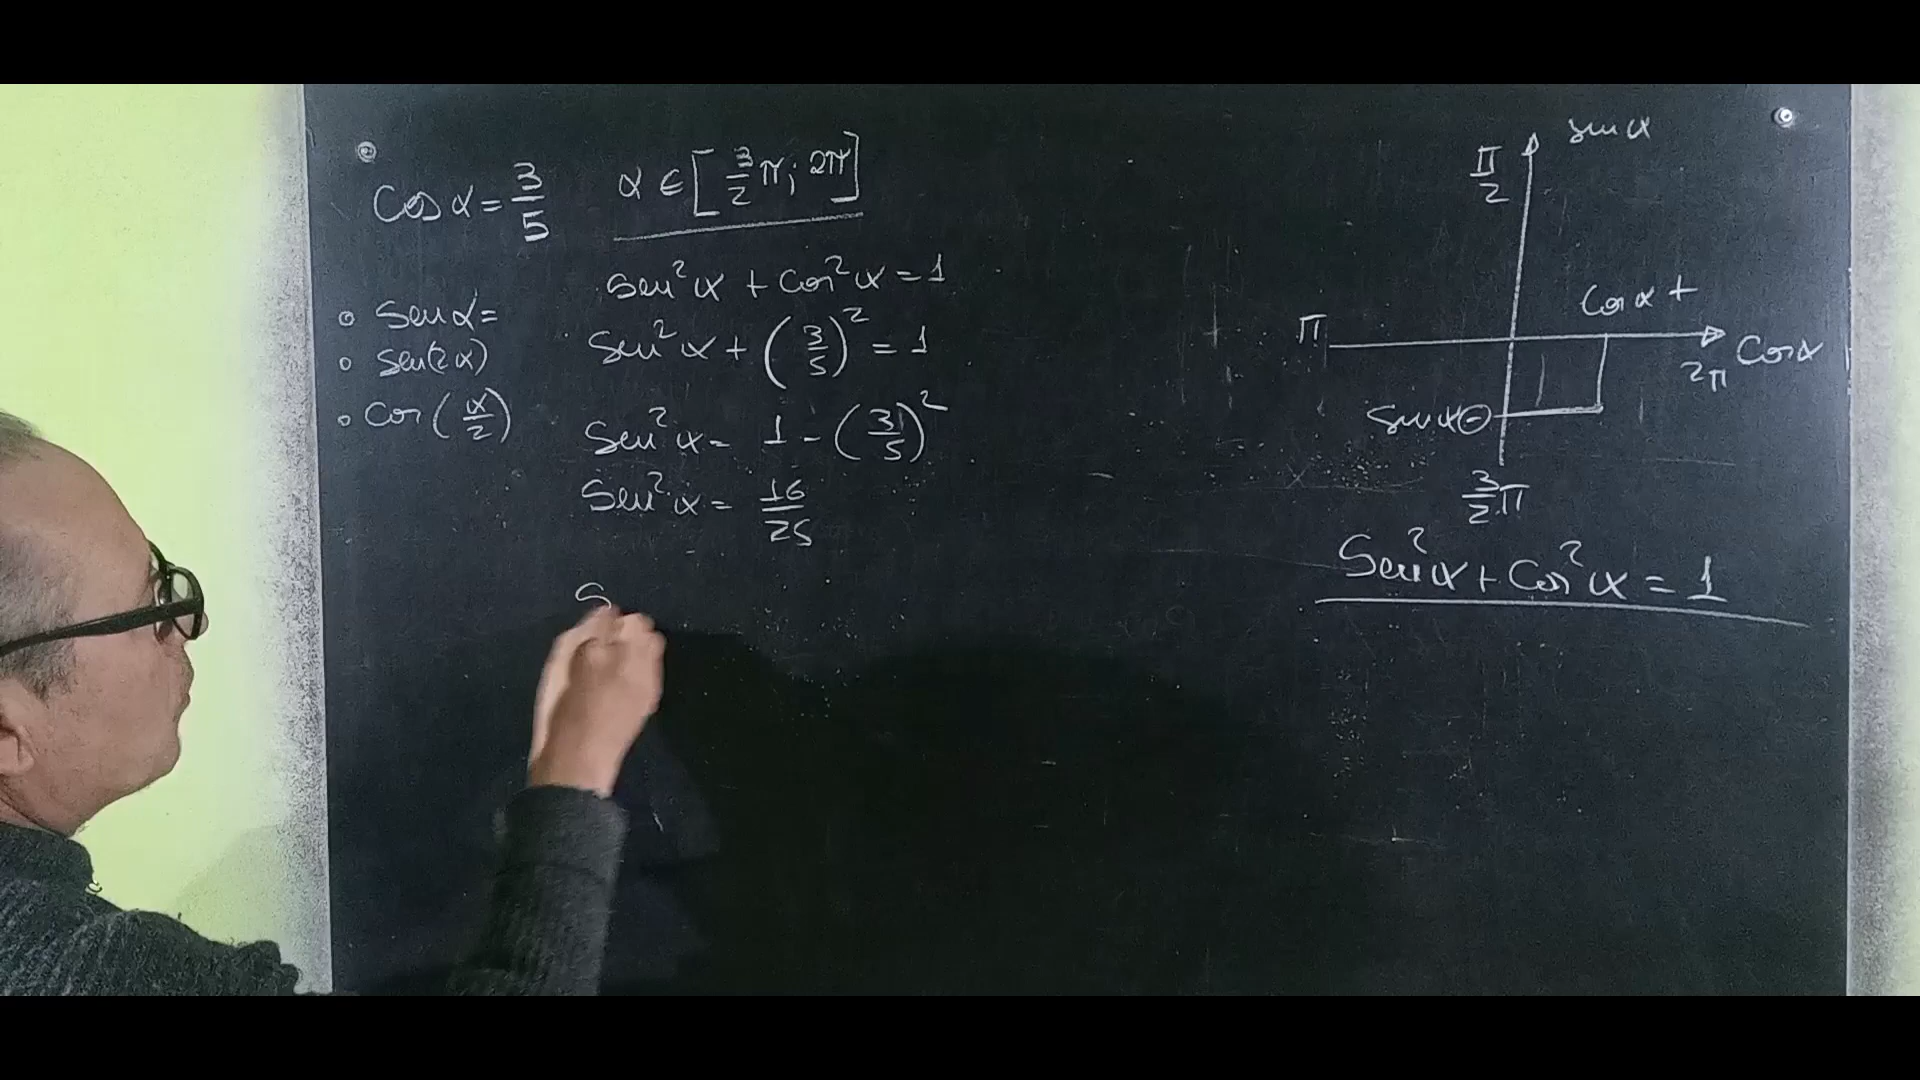 Cos α = 3/5 α ∈ [3/2 π; 2π]
sen²α + cos²α = 1
• sen α =
sen²α + (3/5)² = 1
• sen(2α)
• cos(α/2)
sen²α = 1 - (3/5)²
sen²α = 16/25
S
π/2 sen α
cos α +
π
cos α
2π
sen α ⊖
3/2 π
Sen²α + Cos²α = 1